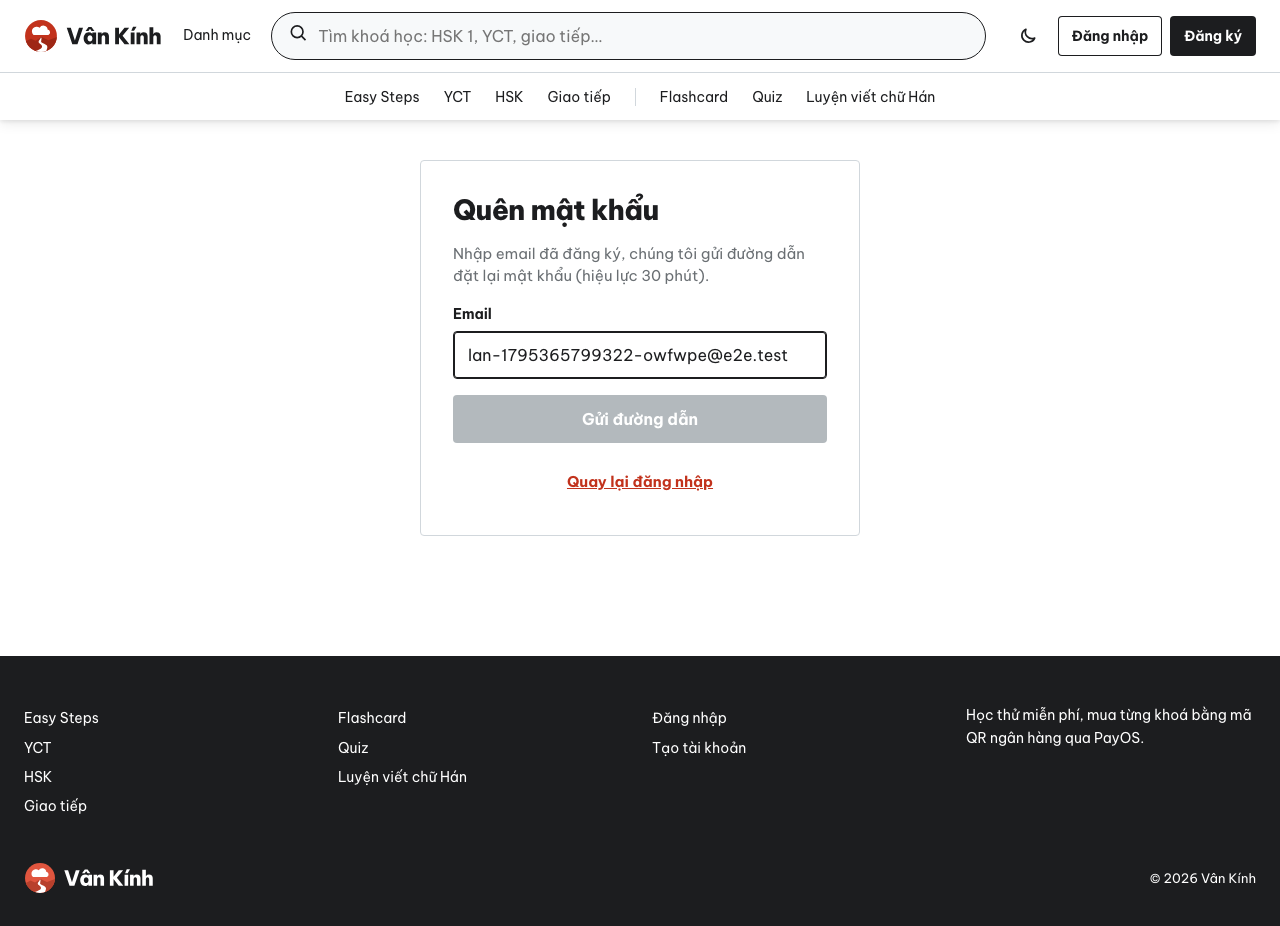 Vân Kính
Danh mục
Tìm khoá học: HSK 1, YCT, giao tiếp...
Đăng nhập
Đăng ký
Easy Steps
YCT
HSK
Giao tiếp
Flashcard
Quiz
Luyện viết chữ Hán
Quên mật khẩu
Nhập email đã đăng ký, chúng tôi gửi đường dẫn
đặt lại mật khẩu (hiệu lực 30 phút).
Email
lan-1795365799322-owfwpe@e2e.test
Gửi đường dẫn
Quay lại đăng nhập
Easy Steps
YCT
HSK
Giao tiếp
Flashcard
Quiz
Luyện viết chữ Hán
Đăng nhập
Tạo tài khoản
Học thử miễn phí, mua từng khoá bằng mã
QR ngân hàng qua PayOS.
Vân Kính
© 2026 Vân Kính